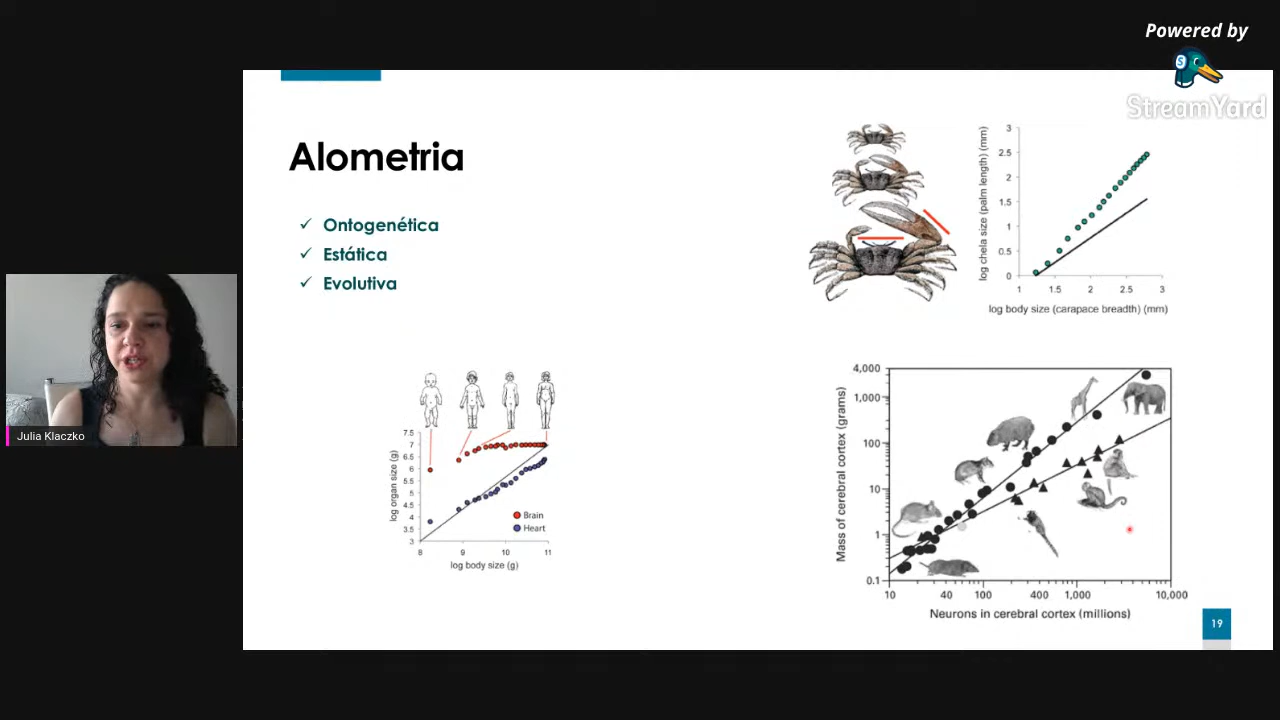 Powered by
StreamYard
Alometria
✓ Ontogenética
✓ Estática
✓ Evolutiva
log chela size (palm length) (mm)
3
2.5
2
1.5
1
0.5
0
1 1.5 2 2.5 3
log body size (carapace breadth) (mm)
Julia Klaczko
log organ size (g)
7.5
7
6.5
6
5.5
5
4.5
4
3.5
3
Brain
Heart
8 9 10 11
log body size (g)
Mass of cerebral cortex (grams)
4,000
1,000
100
10
1
0.1
10 40 100 400 1,000 10,000
Neurons in cerebral cortex (millions)
19